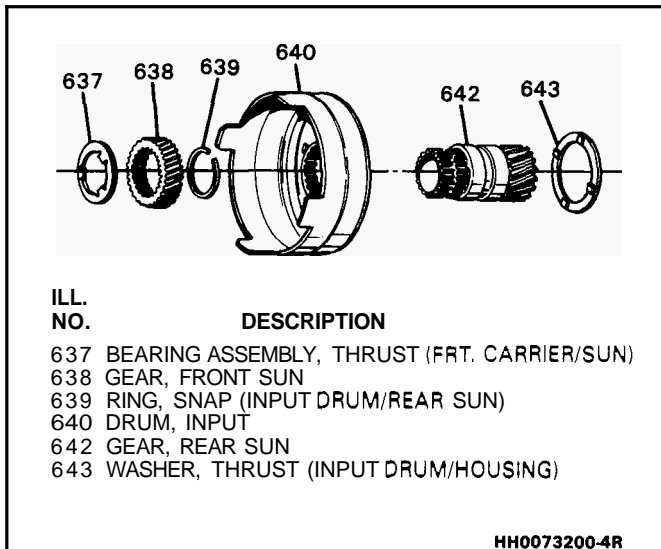 637 638 639 640 642 643
ILL.
NO. DESCRIPTION
637 BEARING ASSEMBLY, THRUST (FRT. CARRIER/SUN)
638 GEAR, FRONT SUN
639 RING, SNAP (INPUT DRUM/REAR SUN)
640 DRUM, INPUT
642 GEAR, REAR SUN
643 WASHER, THRUST (INPUT DRUM/HOUSING)
HH0073200-4R